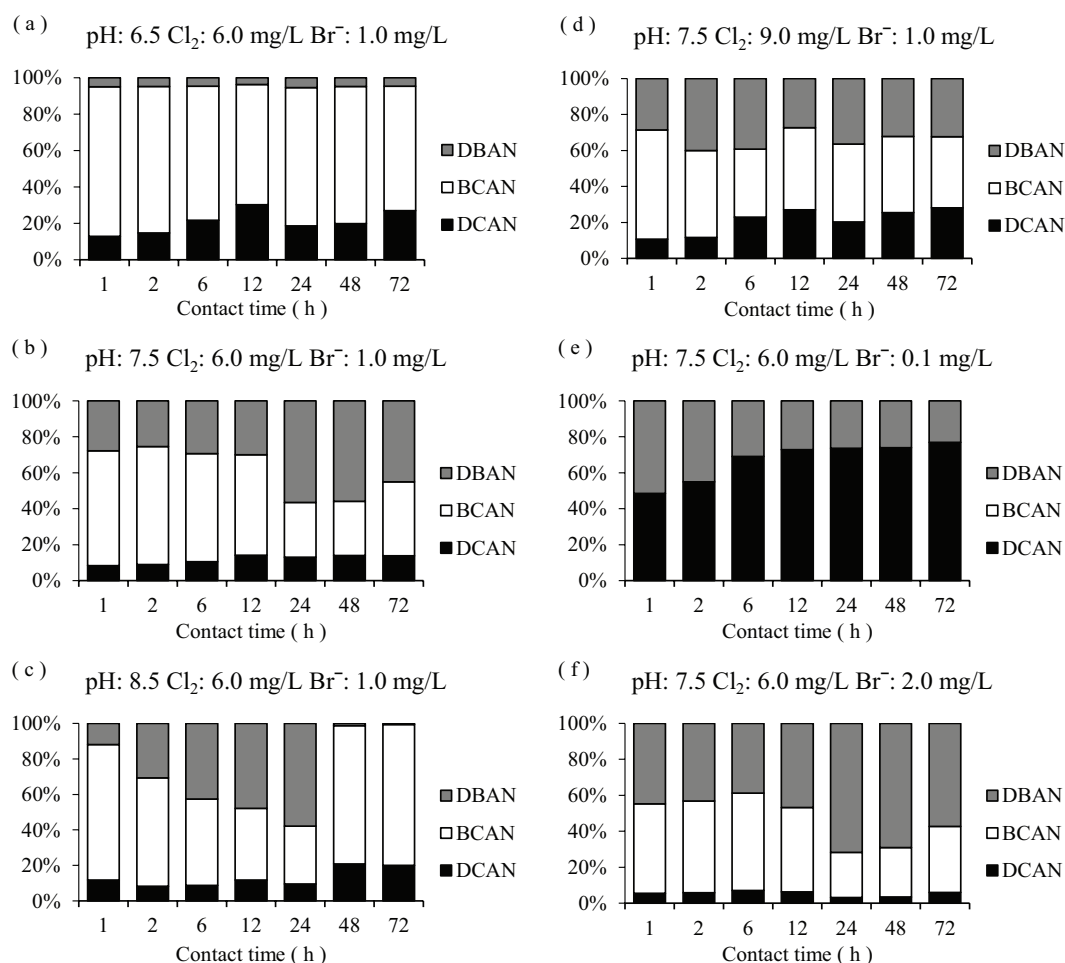 ( a )
pH: 6.5 Cl₂: 6.0 mg/L Br⁻: 1.0 mg/L
100%
80%
60%
40%
20%
0%
DBAN
BCAN
DCAN
1 2 6 12 24 48 72
Contact time ( h )
( b )
pH: 7.5 Cl₂: 6.0 mg/L Br⁻: 1.0 mg/L
100%
80%
60%
40%
20%
0%
DBAN
BCAN
DCAN
1 2 6 12 24 48 72
Contact time ( h )
( c )
pH: 8.5 Cl₂: 6.0 mg/L Br⁻: 1.0 mg/L
100%
80%
60%
40%
20%
0%
DBAN
BCAN
DCAN
1 2 6 12 24 48 72
Contact time ( h )
( d )
pH: 7.5 Cl₂: 9.0 mg/L Br⁻: 1.0 mg/L
100%
80%
60%
40%
20%
0%
DBAN
BCAN
DCAN
1 2 6 12 24 48 72
Contact time ( h )
( e )
pH: 7.5 Cl₂: 6.0 mg/L Br⁻: 0.1 mg/L
100%
80%
60%
40%
20%
0%
DBAN
BCAN
DCAN
1 2 6 12 24 48 72
Contact time ( h )
( f )
pH: 7.5 Cl₂: 6.0 mg/L Br⁻: 2.0 mg/L
100%
80%
60%
40%
20%
0%
DBAN
BCAN
DCAN
1 2 6 12 24 48 72
Contact time ( h )